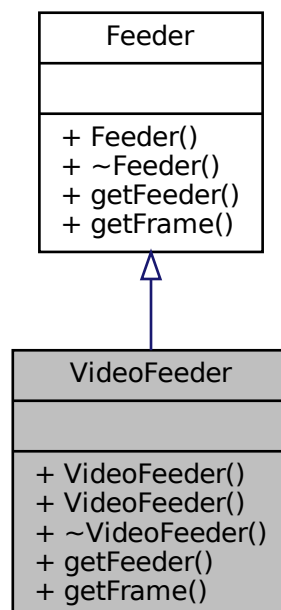 Feeder
+ Feeder()
+ ~Feeder()
+ getFeeder()
+ getFrame()
VideoFeeder
+ VideoFeeder()
+ VideoFeeder()
+ ~VideoFeeder()
+ getFeeder()
+ getFrame()